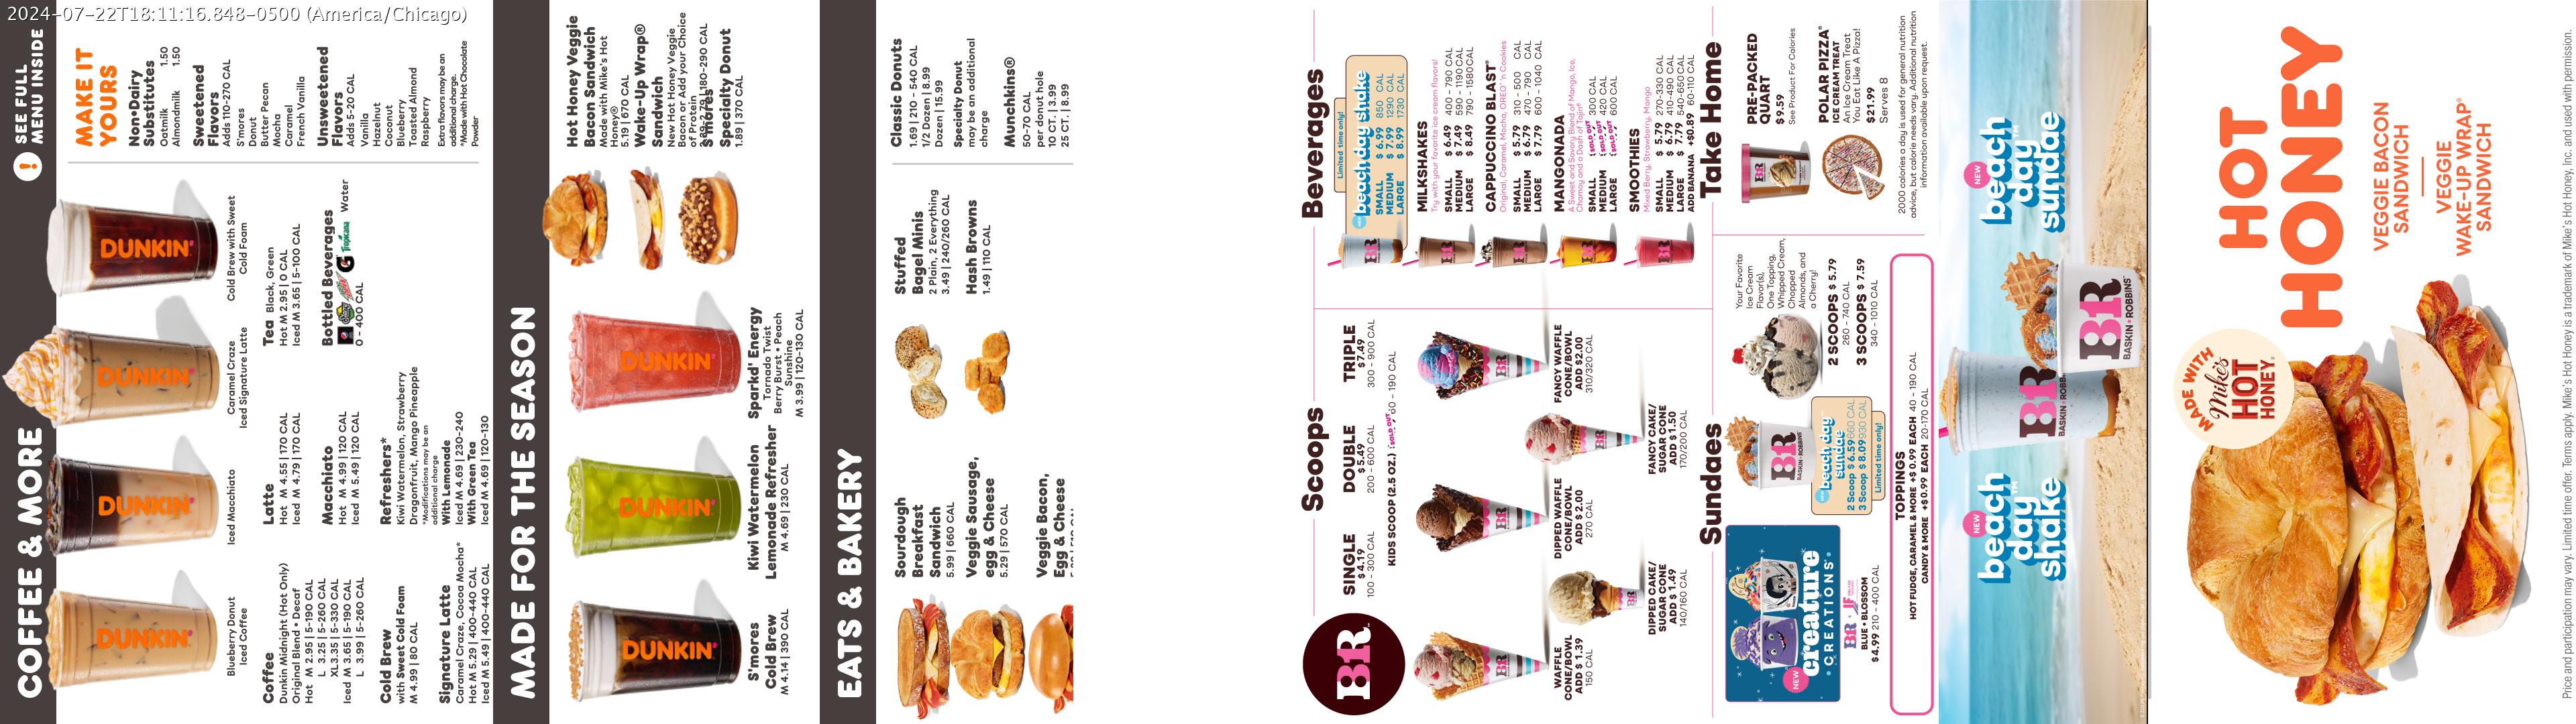 2024-07-22T18:11:16.848-0500 (America/Chicago)
COFFEE & MORE
! SEE FULL
MENU INSIDE
DUNKIN'
DUNKIN'
DUNKIN'
DUNKIN'
Blueberry Donut
Iced Coffee
Iced Macchiato
Caramel Craze
Iced Signature Latte
Cold Brew with Sweet
Cold Foam
Coffee
Dunkin Midnight (Hot Only)
Original Blend • Decaf
Hot M 2.95 | 5-190 CAL
L 3.25 | 5-260 CAL
XL 3.35 | 5-330 CAL
Iced M 3.65 | 5-190 CAL
L 3.99 | 5-260 CAL
Cold Brew
with Sweet Cold Foam
M 4.99 | 80 CAL
Signature Latte
Caramel Craze, Cocoa Mocha*
Hot M 5.29 | 400-440 CAL
Iced M 5.49 | 400-440 CAL
Latte
Hot M 4.55 | 170 CAL
Iced M 4.79 | 170 CAL
Macchiato
Hot M 4.99 | 120 CAL
Iced M 5.49 | 120 CAL
Refreshers*
Kiwi Watermelon, Strawberry
Dragonfruit, Mango Pineapple
*Modifications may be an
additional charge
With Lemonade
Iced M 4.69 | 230-240
With Green Tea
Iced M 4.69 | 120-130
Tea Black, Green
Hot M 2.95 | 0 CAL
Iced M 3.65 | 5-100 CAL
Bottled Beverages
G Tropicana Water
0 - 400 CAL
MAKE IT
YOURS
Non-Dairy
Substitutes
Oatmilk 1.50
Almondmilk 1.50
Sweetened
Flavors
Adds 110-270 CAL
S'mores
Donut
Butter Pecan
Mocha
Caramel
French Vanilla
Unsweetened
Flavors
Adds 5-20 CAL
Vanilla
Hazelnut
Coconut
Blueberry
Toasted Almond
Raspberry
Extra flavors may be an
additional charge.
*Made with Hot Chocolate
Powder
MADE FOR THE SEASON
DUNKIN'
DUNKIN'
DUNKIN'
S'mores
Cold Brew
M 4.14 | 390 CAL
Kiwi Watermelon
Lemonade Refresher
M 4.69 | 230 CAL
Sparkd' Energy
Tornado Twist
Berry Burst • Peach
Sunshine
M 3.99 | 120-130 CAL
Hot Honey Veggie
Bacon Sandwich
Made with Mike's Hot
Honey®
5.19 | 670 CAL
Wake-Up Wrap®
Sandwich
New Hot Honey Veggie
Bacon or Add your Choice
of Protein
180-290 CAL
S'mores
Specialty Donut
1.89 | 370 CAL
EATS & BAKERY
Sourdough
Breakfast
Sandwich
5.99 | 660 CAL
Veggie Sausage,
egg & Cheese
5.29 | 570 CAL
Veggie Bacon,
Egg & Cheese
Stuffed
Bagel Minis
2 Plain, 2 Everything
3.49 | 240/260 CAL
Hash Browns
1.49 | 110 CAL
Classic Donuts
1.69 | 210 - 540 CAL
1/2 Dozen | 8.99
Dozen | 15.99
Specialty Donut
may be an additional
charge
Munchkins®
50-70 CAL
per donut hole
10 CT. | 3.99
25 CT. | 8.99
BR
Scoops
SINGLE
$ 4.19
100 - 300 CAL
DOUBLE
$ 5.49
200 - 600 CAL
TRIPLE
$ 7.49
300 - 900 CAL
KIDS SCOOP (2.5 OZ.) SOLD OUT 60 - 190 CAL
WAFFLE
CONE/BOWL
ADD $ 1.39
150 CAL
DIPPED CAKE/
SUGAR CONE
ADD $ 1.49
140/160 CAL
DIPPED WAFFLE
CONE/BOWL
ADD $2.00
270 CAL
FANCY CAKE/
SUGAR CONE
ADD $1.50
170/200 CAL
FANCY WAFFLE
CONE/BOWL
ADD $2.00
310/320 CAL
Beverages
Limited time only!
beach day shake
SMALL $ 6.99 850 CAL
MEDIUM $ 7.99 1290 CAL
LARGE $ 8.99 1730 CAL
MILKSHAKES
Try with your favorite ice cream flavors!
SMALL $ 6.49 400 - 790 CAL
MEDIUM $ 7.49 590 - 1190 CAL
LARGE $ 8.49 790 - 1580 CAL
CAPPUCCINO BLAST®
Original, Caramel, Mocha, OREO® 'n Cookies
SMALL $ 5.79 310 - 500 CAL
MEDIUM $ 6.79 470 - 790 CAL
LARGE $ 7.79 600 - 1040 CAL
MANGONADA
A Sweet and Savory Blend of Mango, Ice,
Chamoy and a Dash of Tajín®
SMALL SOLD OUT 300 CAL
MEDIUM SOLD OUT 420 CAL
LARGE SOLD OUT 600 CAL
SMOOTHIES
Mixed Berry, Strawberry, Mango
SMALL $ 5.79 270-330 CAL
MEDIUM $ 6.79 410-490 CAL
LARGE $ 7.79 540-650 CAL
ADD BANANA +$0.89 60-110 CAL
Sundaes
NEW
creature
CREATIONS®
BR
BLUE • BLOSSOM
$4.99 210 - 400 CAL
BR
BASKIN-ROBBINS
beach day
sundae
2 Scoop $ 6.59 660 CAL
3 Scoop $ 8.09 930 CAL
Limited time only!
Your Favorite
Ice Cream
Flavor(s),
One Topping,
Whipped Cream,
Chopped
Almonds, and
a Cherry!
2 SCOOPS $ 5.79
260 - 740 CAL
3 SCOOPS $ 7.59
340 - 1010 CAL
TOPPINGS
HOT FUDGE, CARAMEL & MORE +$ 0.99 EACH 40 - 190 CAL
CANDY & MORE +$0.99 EACH 20-170 CAL
Take Home
PRE-PACKED
QUART
$9.59
See Product For Calories
POLAR PIZZA®
ICE CREAM TREAT
An Ice Cream Treat
You Eat Like A Pizza!
$21.99
Serves 8
2000 calories a day is used for general nutrition
advice, but calorie needs vary. Additional nutrition
information available upon request.
NEW
beach
day
shake
BR
BASKIN-ROBB
BR
BASKIN-ROBBINS
NEW
beach
day™
sundae
MADE WITH
Mike's
HOT
HONEY
HOT
HONEY
VEGGIE BACON
SANDWICH
VEGGIE
WAKE-UP WRAP®
SANDWICH
Price and participation may vary. Limited time offer. Terms apply. Mike's Hot Honey is a trademark of Mike's Hot Honey, Inc. and used with permission.